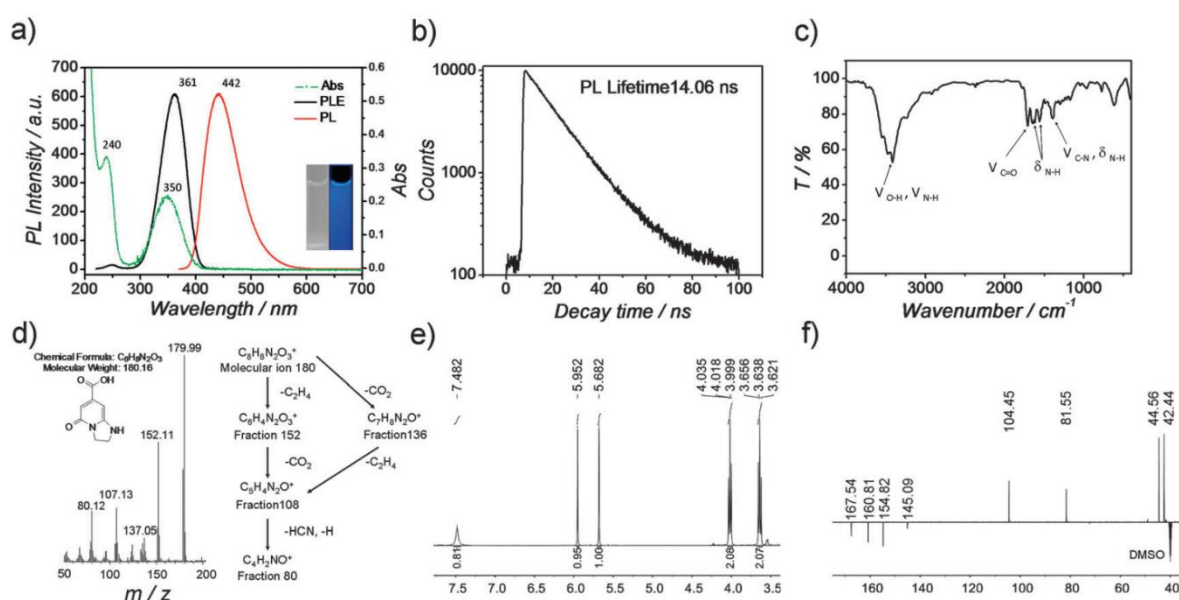 a)
PL Intensity / a.u.
700
600
500
400
300
200
100
0
240
350
361
442
Abs
PLE
PL
0.6
0.5
0.4
0.3
0.2
0.1
0.0
Abs
200 300 400 500 600 700
Wavelength / nm
b)
PL Lifetime14.06 ns
Counts
10000
1000
100
0 20 40 60 80 100
Decay time / ns
c)
T / %
100
80
60
40
20
0
V O-H , V N-H
V C=O
δ N-H
V C-N , δ N-H
4000 3000 2000 1000
Wavenumber / cm-1
d)
Chemical Formula: C8H8N2O3
Molecular Weight: 180.16
O OH
O N NH
179.99
152.11
107.13
80.12
137.05
50 100 150 200
m / z
C8H8N2O3+
Molecular ion 180
-C2H4
-CO2
C6H4N2O3+
Fraction 152
C7H8N2O+
Fraction136
-CO2
-C2H4
C5H4N2O+
Fraction108
-HCN, -H
C4H2NO+
Fraction 80
e)
7.482
5.952
5.682
4.035
4.018
3.999
3.656
3.638
3.621
0.81
0.95
1.00
2.08
2.07
7.5 7.0 6.5 6.0 5.5 5.0 4.5 4.0 3.5
f)
167.54
160.81
154.82
145.09
104.45
81.55
44.56
42.44
DMSO
160 140 120 100 80 60 40